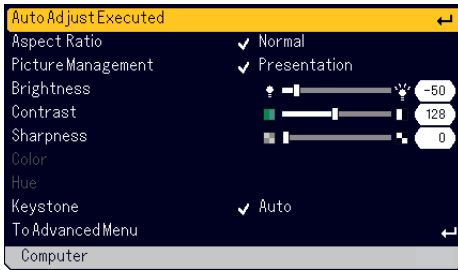 Auto Adjust Executed
Aspect Ratio Normal
Picture Management Presentation
Brightness -50
Contrast 128
Sharpness 0
Color
Hue
Keystone Auto
To Advanced Menu
Computer